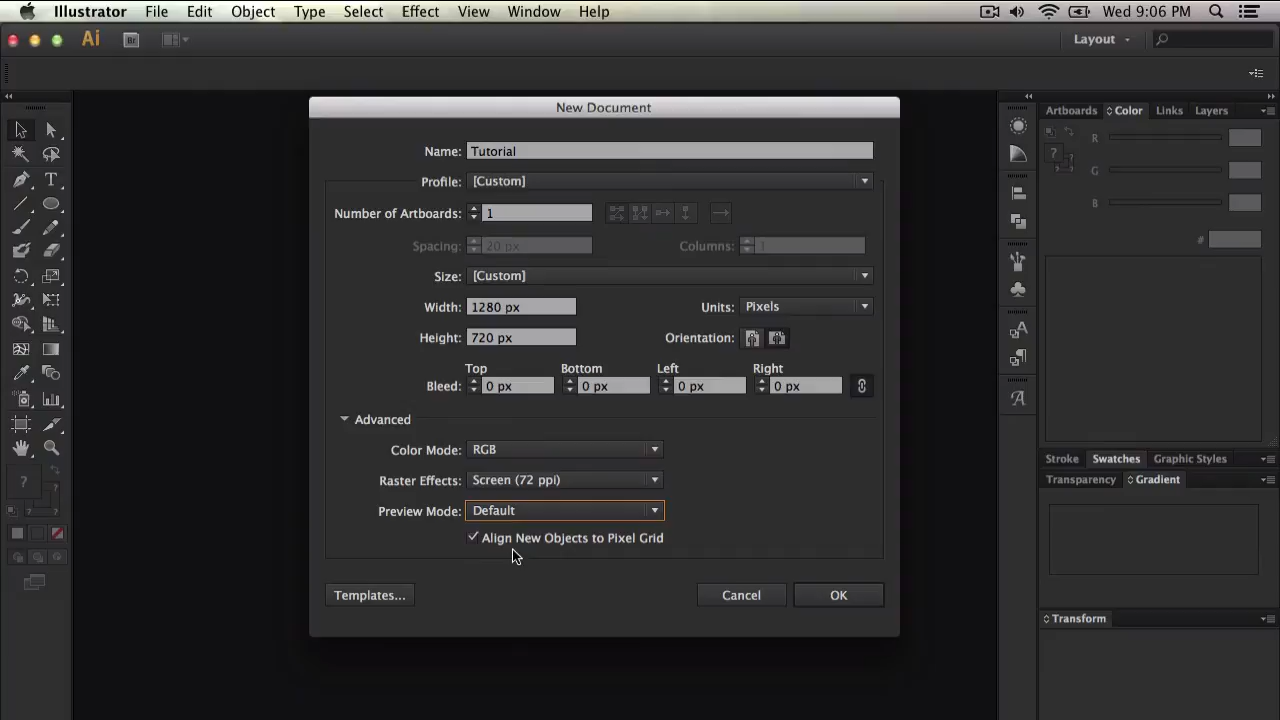 Illustrator File Edit Object Type Select Effect View Window Help Wed 9:06 PM
Ai Br Layout
New Document
Artboards Color Links Layers
Name: Tutorial
R
Profile: [Custom]
?
G
Number of Artboards: 1
B
Spacing: 20 px Columns: 1
#
Size: [Custom]
Width: 1280 px Units: Pixels
Height: 720 px Orientation:
Top Bottom Left Right
Bleed: 0 px 0 px 0 px 0 px
Advanced
Color Mode: RGB
Stroke Swatches Graphic Styles
Raster Effects: Screen (72 ppi)
Transparency Gradient
?
Preview Mode: Default
Align New Objects to Pixel Grid
Templates... Cancel OK
Transform